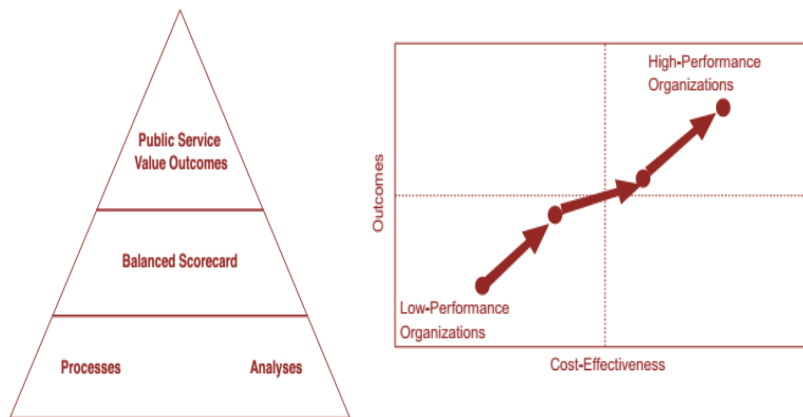 Public Service
Value Outcomes
Balanced Scorecard
Processes
Analyses
High-Performance
Organizations
Outcomes
Low-Performance
Organizations
Cost-Effectiveness